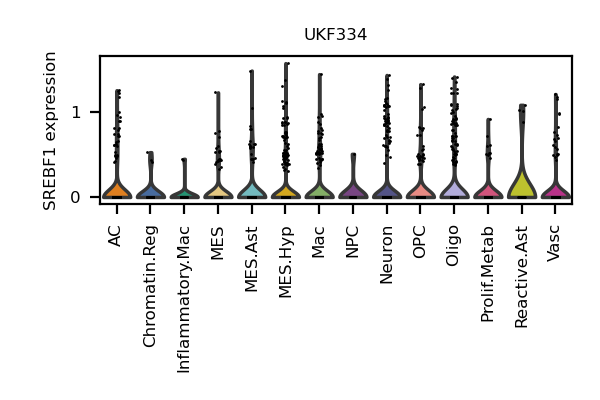 UKF334
SREBF1 expression
1
0
AC
Chromatin.Reg
Inflammatory.Mac
MES
MES.Ast
MES.Hyp
Mac
NPC
Neuron
OPC
Oligo
Prolif.Metab
Reactive.Ast
Vasc